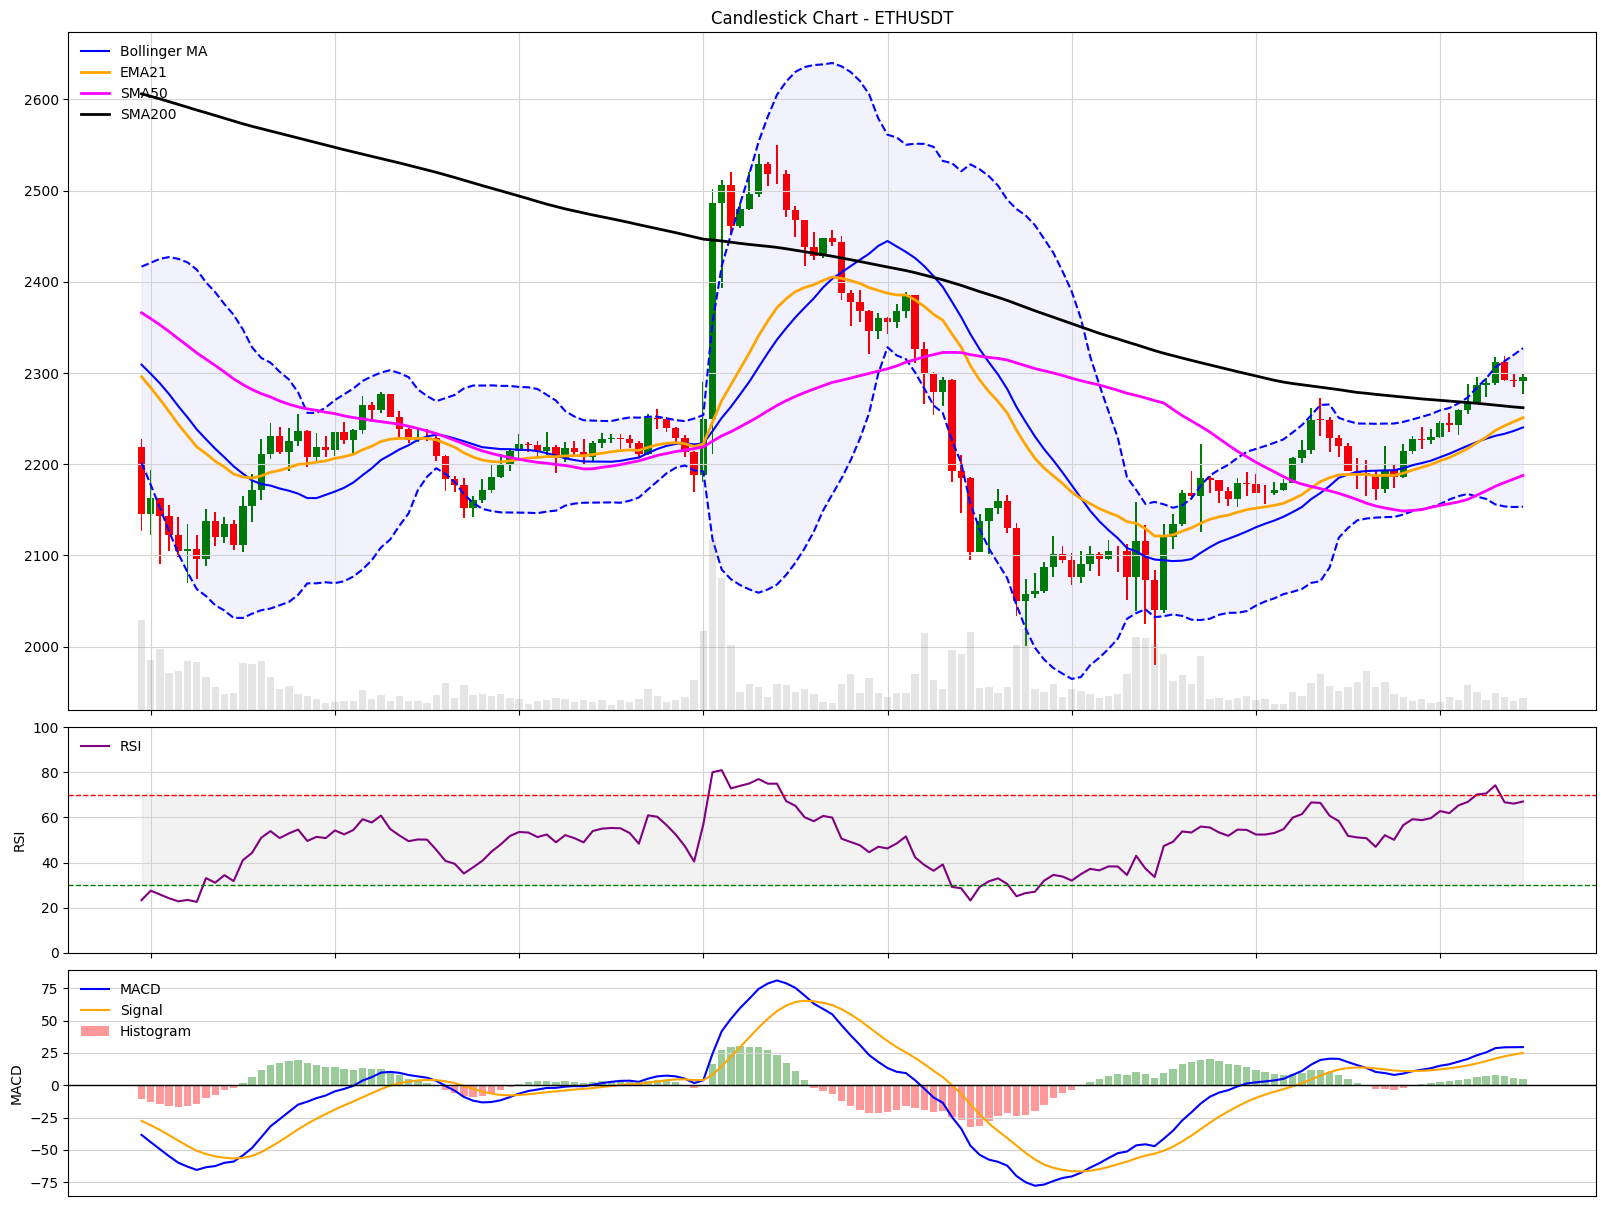 Candlestick Chart - ETHUSDT
Bollinger MA
EMA21
SMA50
SMA200
2600
2500
2400
2300
2200
2100
2000
RSI
100
80
60
40
20
0
RSI
MACD
Signal
Histogram
75
50
25
0
−25
−50
−75
MACD